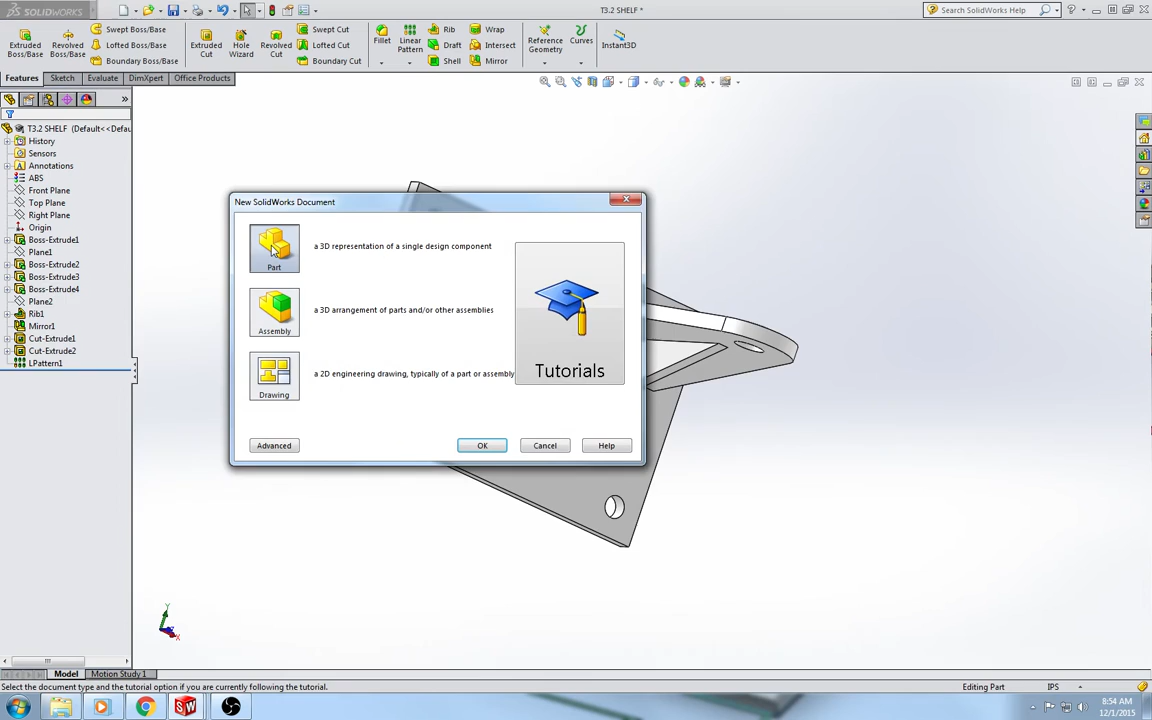 SOLIDWORKS
T3.2 SHELF *
Search SolidWorks Help
Extruded Boss/Base
Revolved Boss/Base
Swept Boss/Base
Lofted Boss/Base
Boundary Boss/Base
Extruded Cut
Hole Wizard
Revolved Cut
Swept Cut
Lofted Cut
Boundary Cut
Fillet
Linear Pattern
Rib
Draft
Shell
Wrap
Intersect
Mirror
Reference Geometry
Curves
Instant3D
Features
Sketch
Evaluate
DimXpert
Office Products
T3.2 SHELF (Default<<Defau
History
Sensors
Annotations
ABS
Front Plane
Top Plane
Right Plane
Origin
Boss-Extrude1
Plane1
Boss-Extrude2
Boss-Extrude3
Boss-Extrude4
Plane2
Rib1
Mirror1
Cut-Extrude1
Cut-Extrude2
LPattern1
New SolidWorks Document
Part
a 3D representation of a single design component
Assembly
a 3D arrangement of parts and/or other assemblies
Drawing
a 2D engineering drawing, typically of a part or assembly
Tutorials
Advanced
OK
Cancel
Help
Y
X
Model
Motion Study 1
Select the document type and the tutorial option if you are currently following the tutorial.
Editing Part
IPS
8:54 AM
12/1/2015